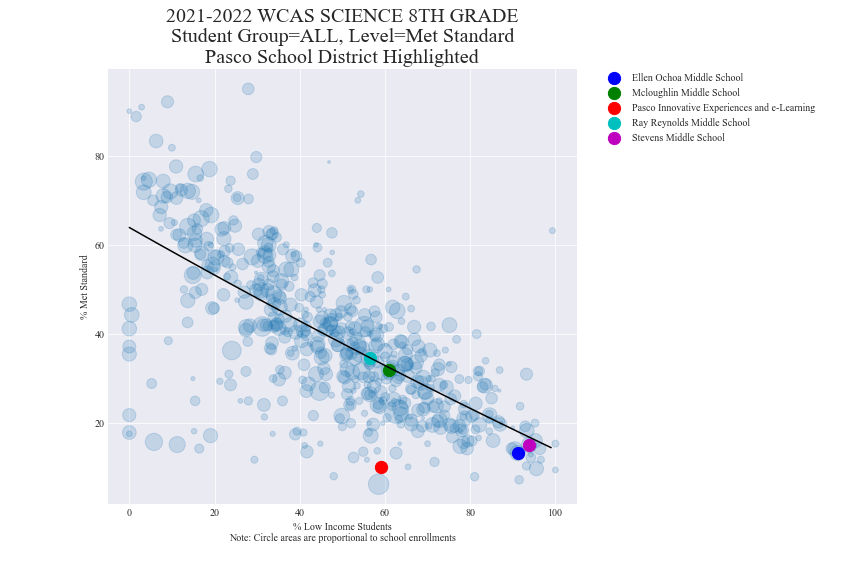 2021-2022 WCAS SCIENCE 8TH GRADE
Student Group=ALL, Level=Met Standard
Pasco School District Highlighted
Ellen Ochoa Middle School
Mcloughlin Middle School
Pasco Innovative Experiences and e-Learning
Ray Reynolds Middle School
Stevens Middle School
% Met Standard
80
60
40
20
0 20 40 60 80 100
% Low Income Students
Note: Circle areas are proportional to school enrollments